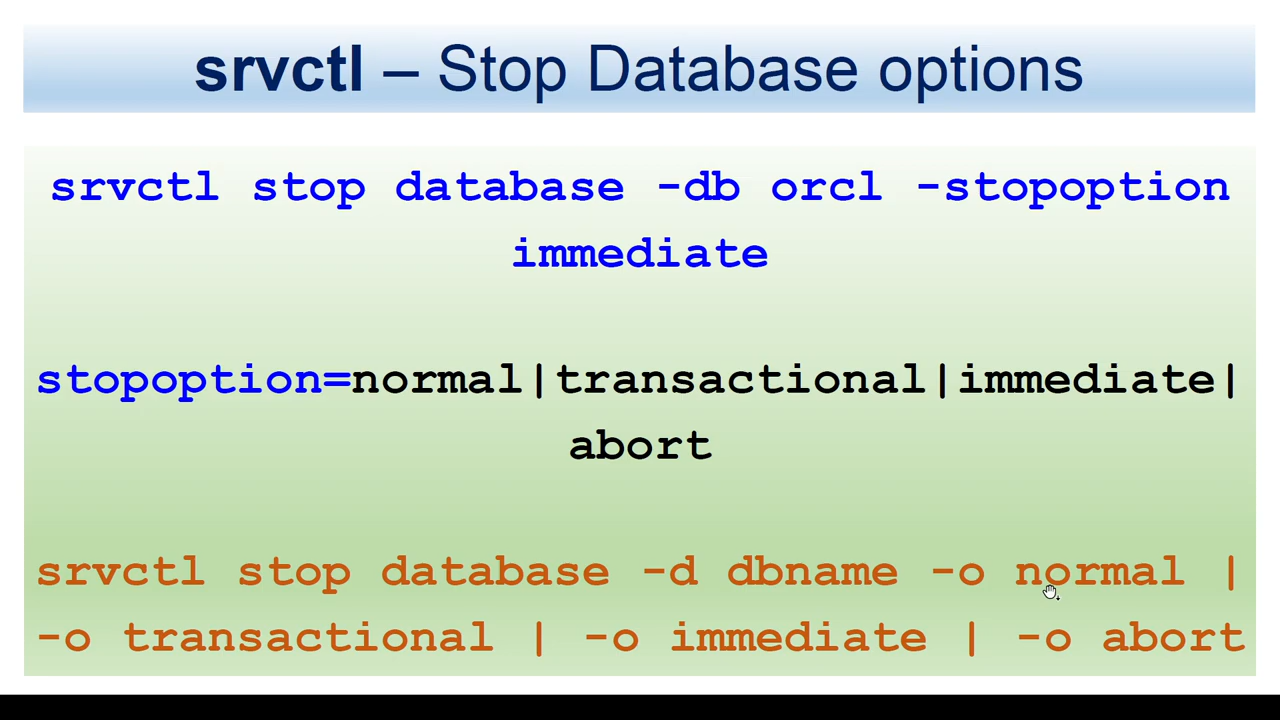 srvctl – Stop Database options
srvctl stop database -db orcl -stopoption
immediate
stopoption=normal|transactional|immediate|
abort
srvctl stop database -d dbname -o normal |
-o transactional | -o immediate | -o abort